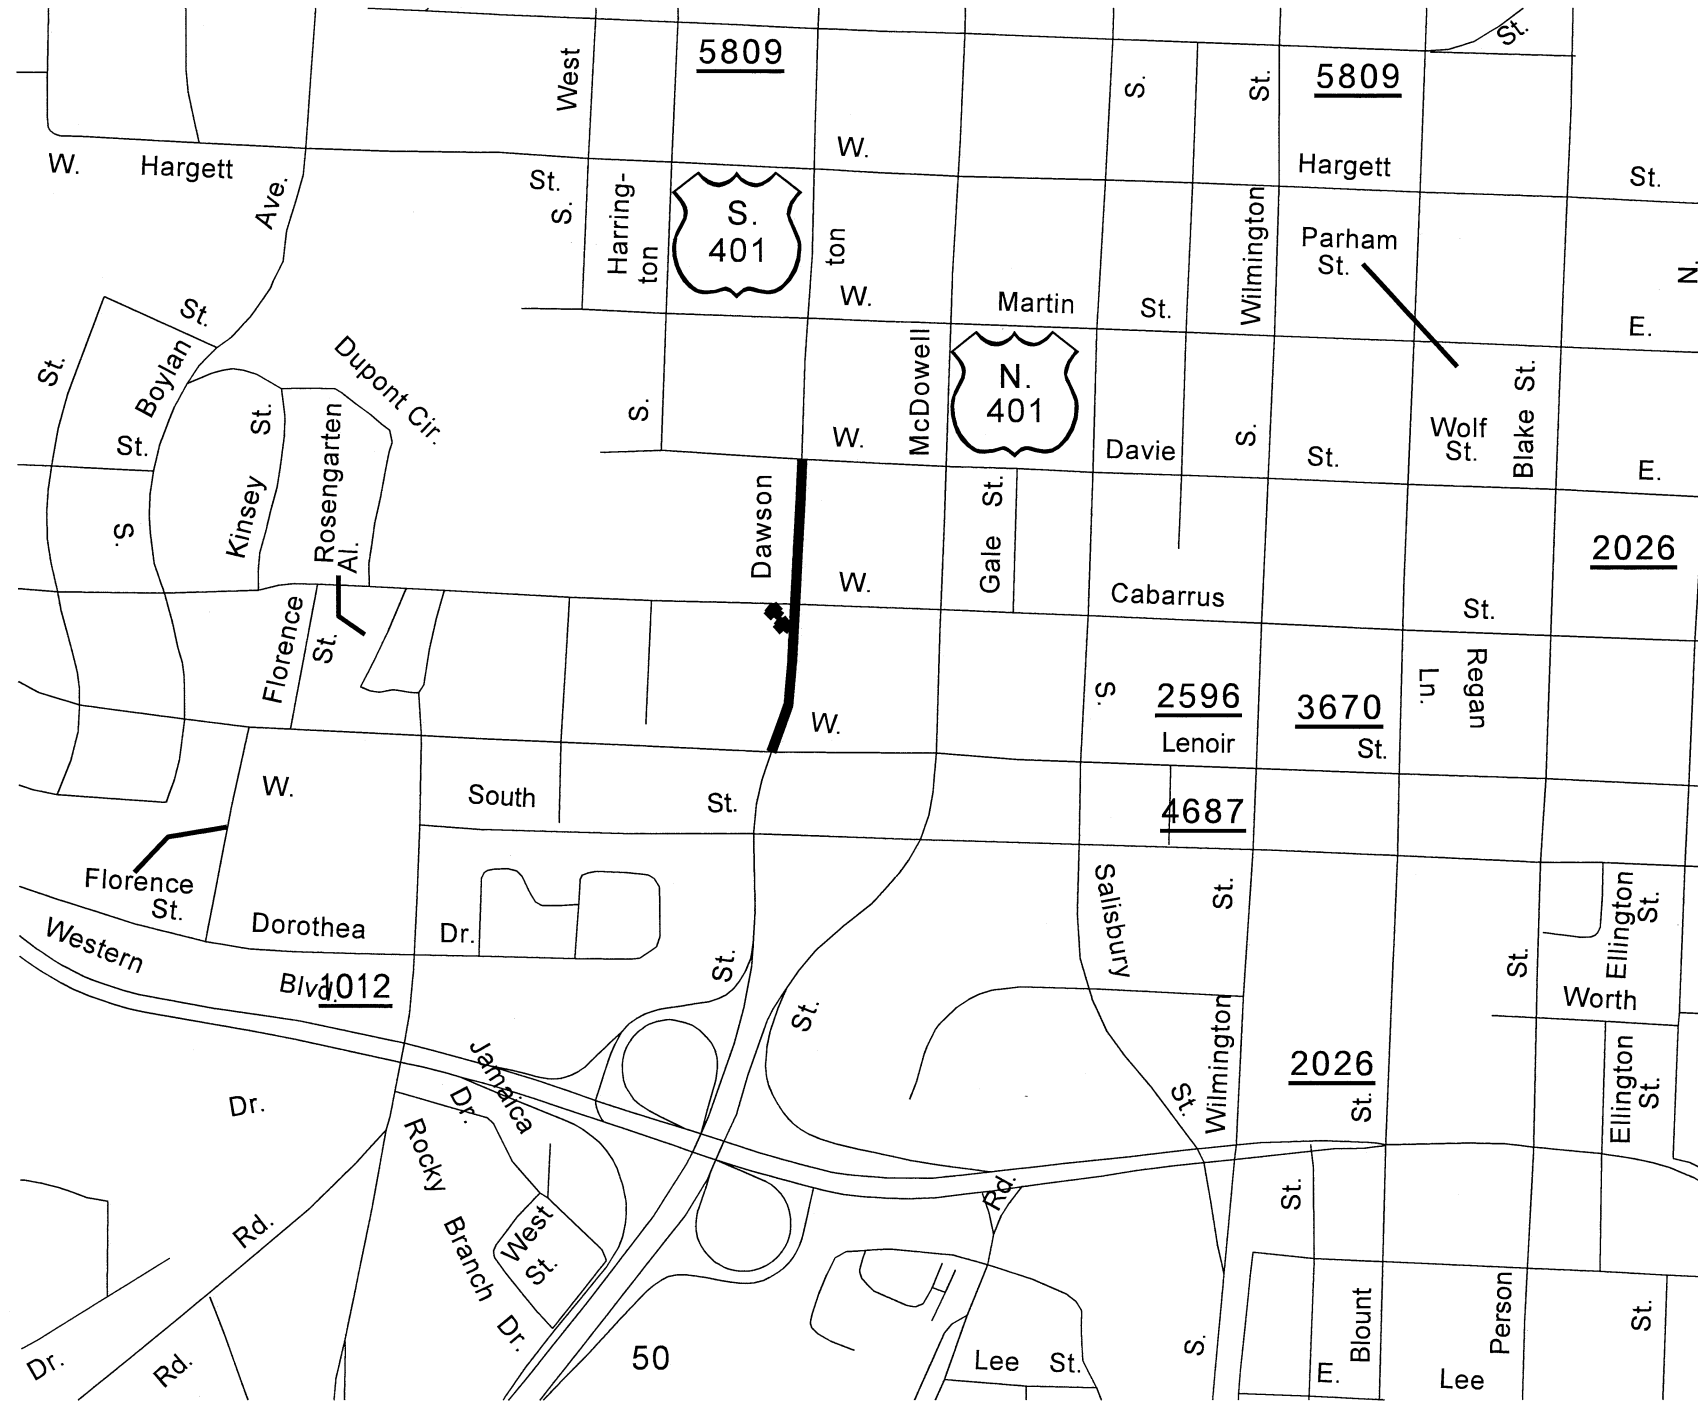 St.
West
5809
S.
St.
5809
W.
W. Hargett
St.
S.
Harring-
ton
Ave.
S.
401
ton
Hargett
St.
Wilmington
Parham
St.
N.
W.
Martin
St.
E.
St.
Boylan
St.
Dupont Cir.
McDowell
N.
401
St.
Blake
St.
Kinsey
St.
Rosengarten
Al.
S.
W.
Davie
S.
St.
Wolf
St.
E.
S.
Dawson
Gale St.
2026
W.
Cabarrus
St.
Florence
St.
S.
2596
3670
Ln.
Regan
W.
Lenoir
St.
W.
South
St.
4687
Florence
St.
Dorothea
Dr.
Salisbury
St.
Ellington
St.
Western
Blvd.
1012
St.
St.
St.
Worth
Wilmington
2026
Jamaica
Dr.
Dr.
St.
St.
Ellington
St.
Rocky
Branch
Dr.
West
St.
Rd.
Rd.
St.
Dr.
Rd.
50
Lee St.
S.
E.
Blount
Lee
Person
St.